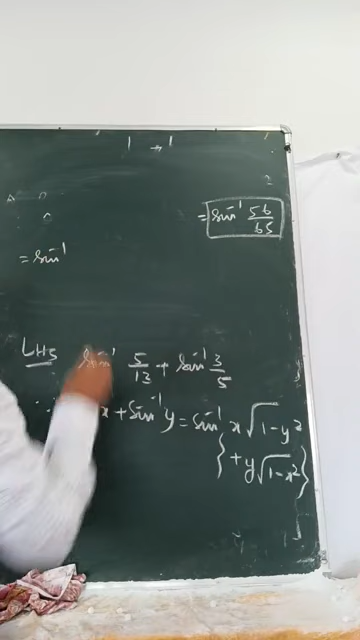 = sin⁻¹ 56/65
= sin⁻¹
LHS sin⁻¹ 5/13 + sin⁻¹ 3/5
x + sin⁻¹ y = sin⁻¹ { x√1-y²
+ y√1-x² }